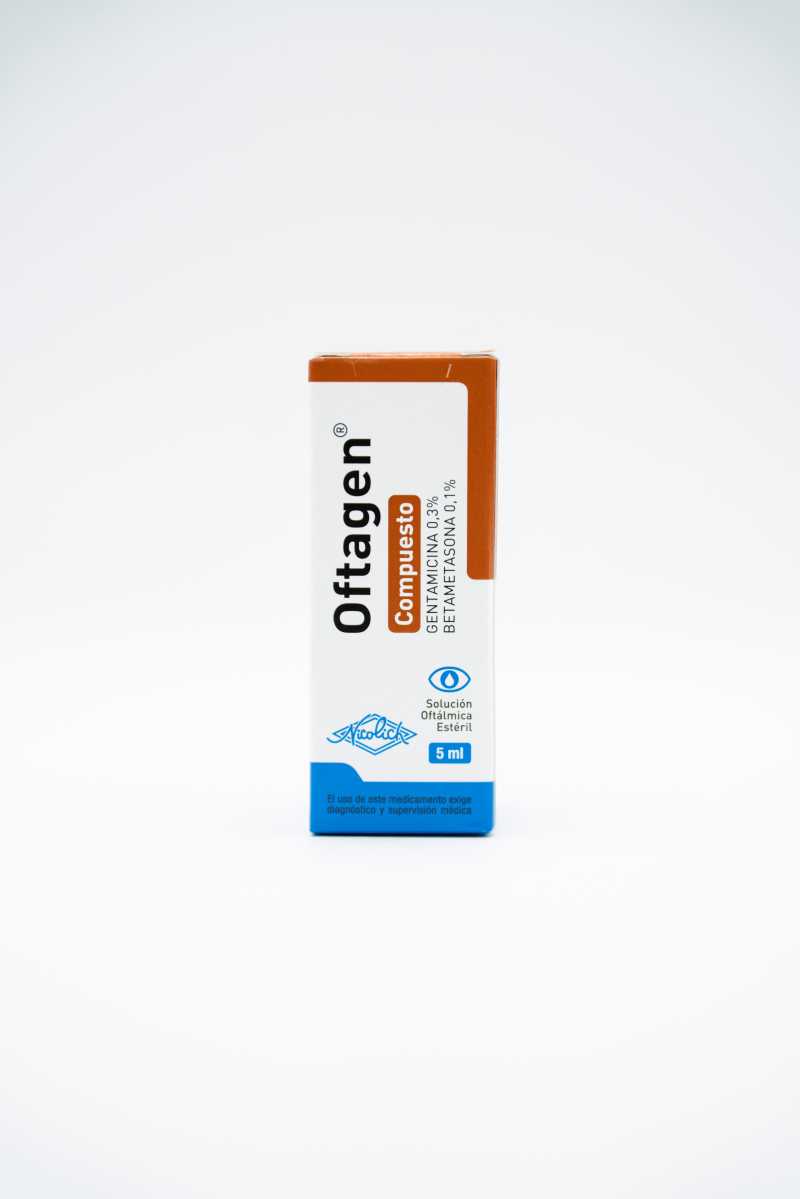 Oftagen®
Compuesto
GENTAMICINA 0,3%
BETAMETASONA 0,1%
Solución
Oftálmica
Estéril
5 ml
Nicolich
El uso de este medicamento exige
diagnóstico y supervisión médica